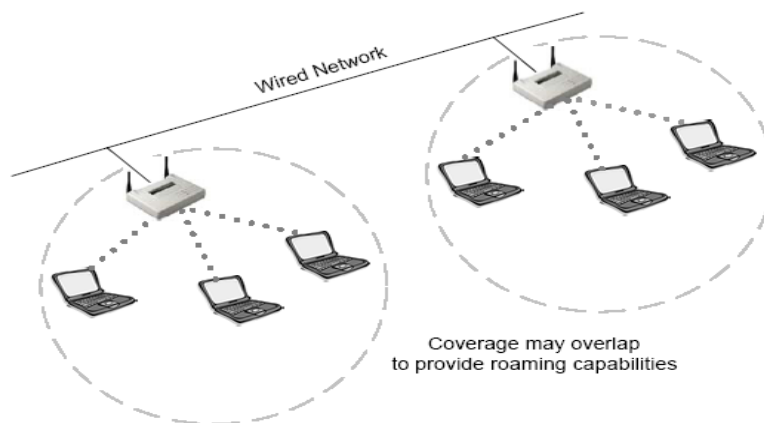 Wired Network
Coverage may overlap
to provide roaming capabilities